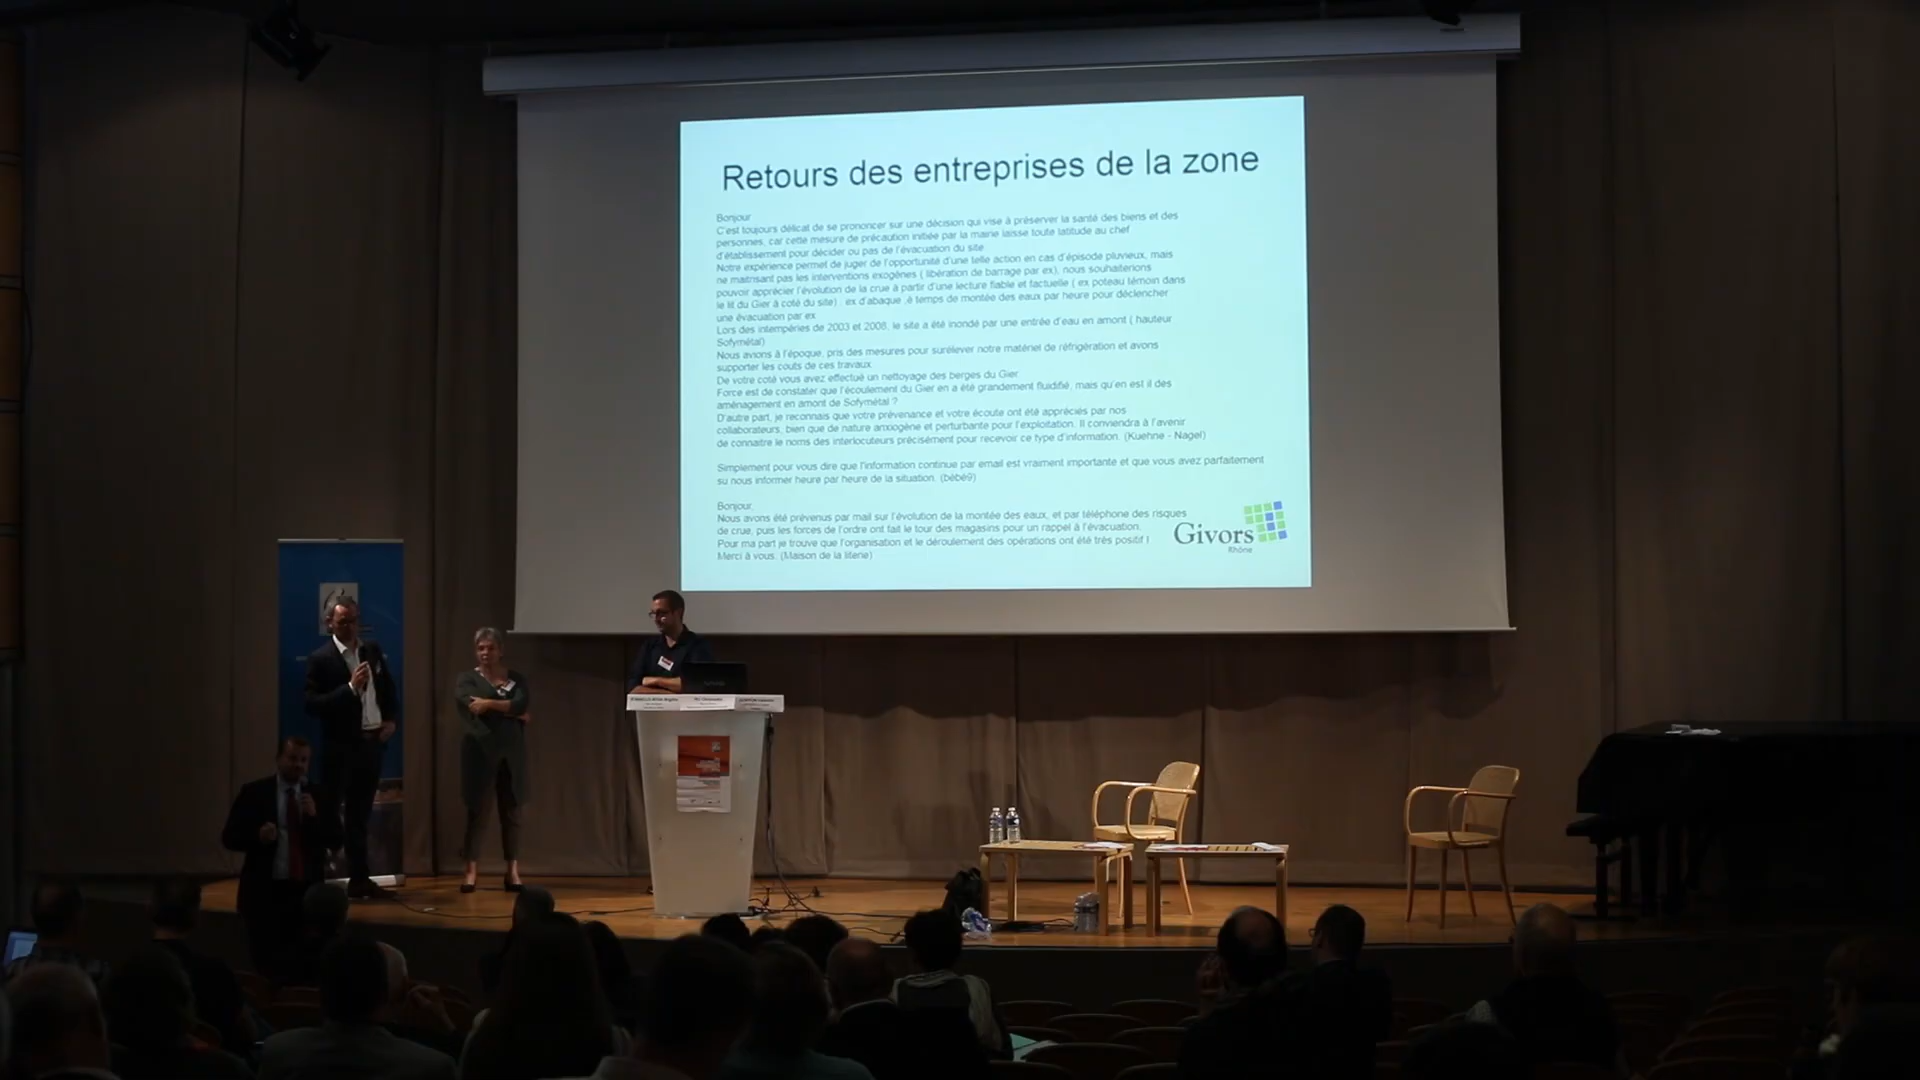 Retours des entreprises de la zone
Bonjour
C'est toujours délicat de se prononcer sur une décision qui vise à préserver la santé des biens et des
personnes, car cette mesure de précaution initiée par la mairie laisse toute latitude au chef
d'établissement pour décider ou pas de l'évacuation du site
Notre expérience permet de juger de l'opportunité d'une telle action en cas d'épisode pluvieux, mais
ne maitrisant pas les interventions exogènes ( libération de barrage par ex), nous souhaiterions
pouvoir apprécier l'évolution de la crue à partir d'une lecture fiable et factuelle ( ex poteau témoin dans
le lit du Gier à coté du site) ex d'abaque è temps de montée des eaux par heure pour déclencher
une évacuation par ex
Lors des intempéries de 2003 et 2008, le site a été inondé par une entrée d'eau en amont ( hauteur
Sofymétal)
Nous avions à l'époque, pris des mesures pour surélever notre matériel de réfrigération et avons
supporter les couts de ces travaux
De votre coté vous avez effectué un nettoyage des berges du Gier
Force est de constater que l'écoulement du Gier en a été grandement fluidifié, mais qu'en est il des
aménagement en amont de Sofymétal ?
D'autre part, je reconnais que votre prévenance et votre écoute ont été appréciés par nos
collaborateurs, bien que de nature anxiogène et perturbante pour l'exploitation. Il conviendra à l'avenir
de connaitre le noms des interlocuteurs précisément pour recevoir ce type d'information. (Kuehne - Nagel)
Simplement pour vous dire que l'information continue par email est vraiment importante et que vous avez parfaitement
su nous informer heure par heure de la situation. (bébé9)
Bonjour,
Nous avons été prévenus par mail sur l'évolution de la montée des eaux, et par téléphone des risques
de crue, puis les forces de l'ordre ont fait le tour des magasins pour un rappel à l'évacuation.
Pour ma part je trouve que l'organisation et le déroulement des opérations ont été très positif !
Merci à vous. (Maison de la literie)
Givors
Rhône